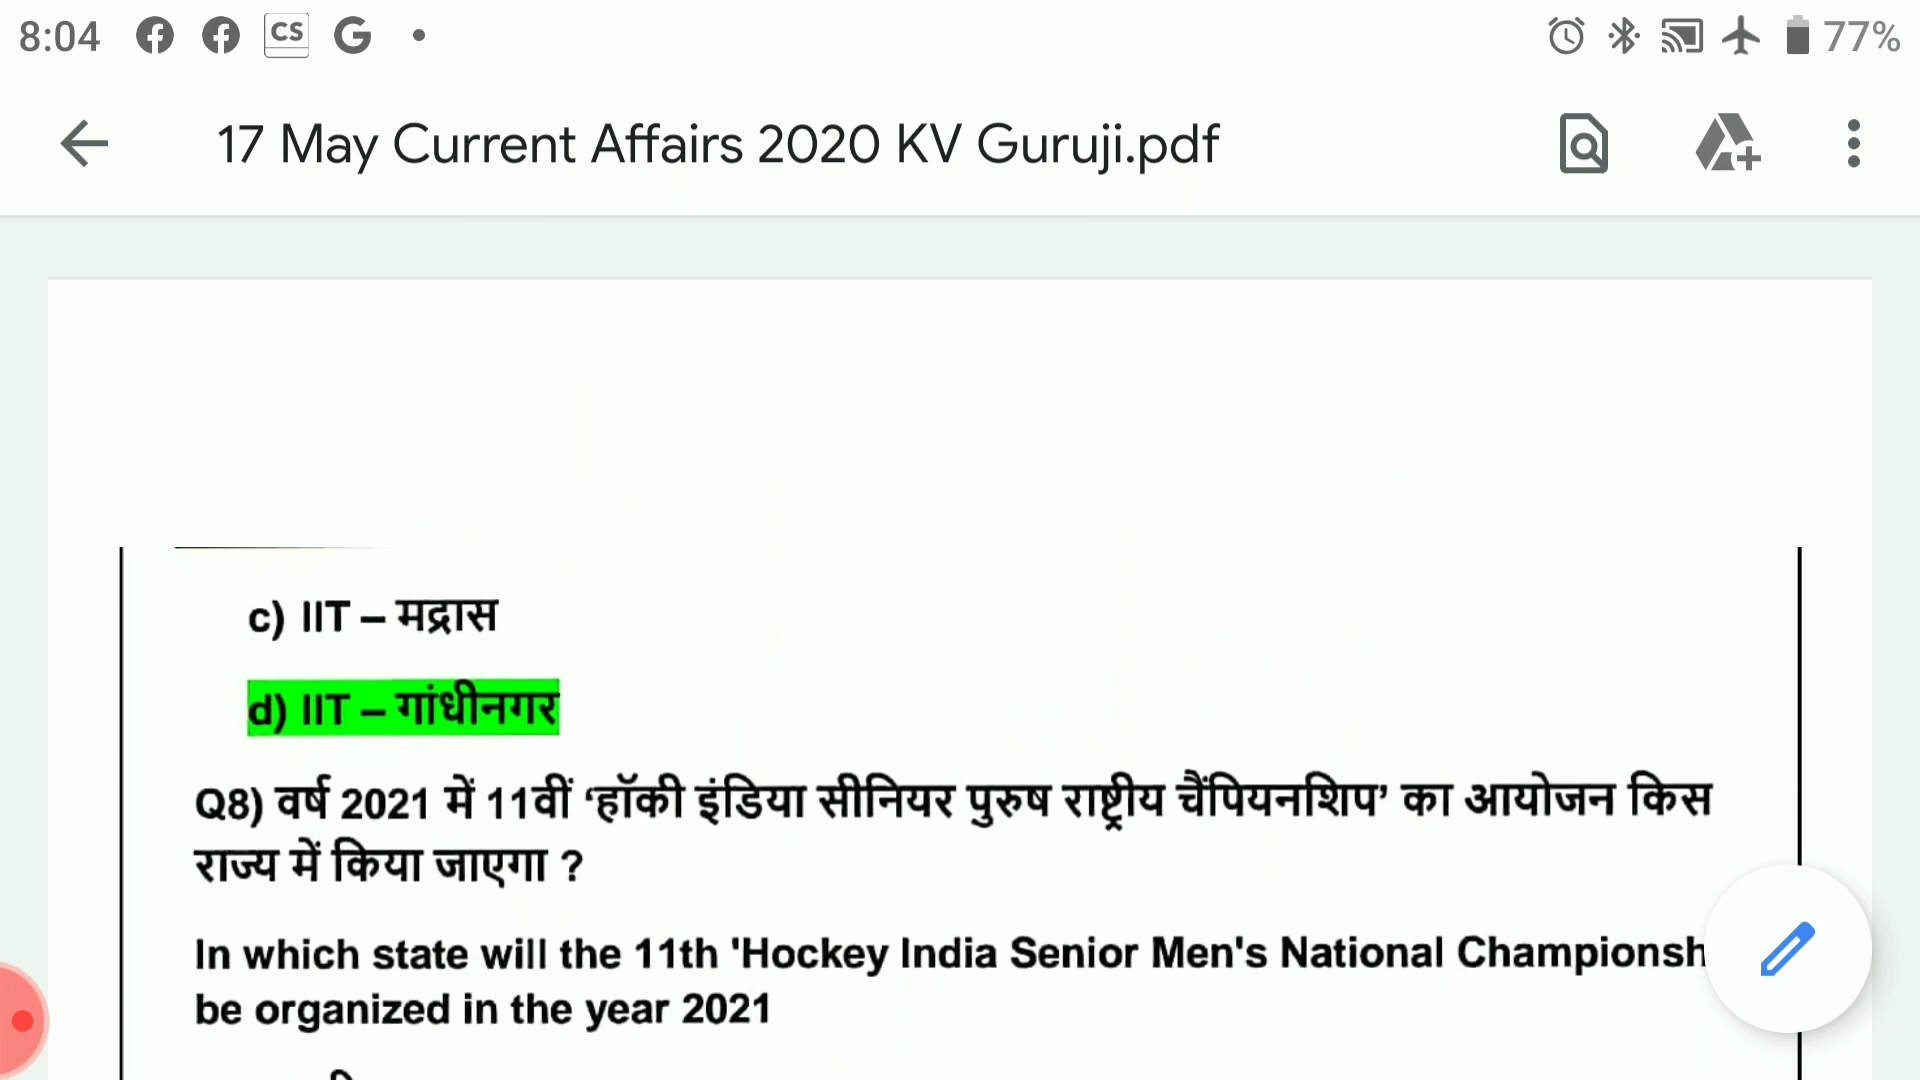 8:04 CS G 77%
17 May Current Affairs 2020 KV Guruji.pdf
c) IIT – मद्रास
d) IIT – गांधीनगर
Q8) वर्ष 2021 में 11वीं ‘हॉकी इंडिया सीनियर पुरुष राष्ट्रीय चैंपियनशिप’ का आयोजन किस
राज्य में किया जाएगा ?
In which state will the 11th 'Hockey India Senior Men's National Championsh
be organized in the year 2021